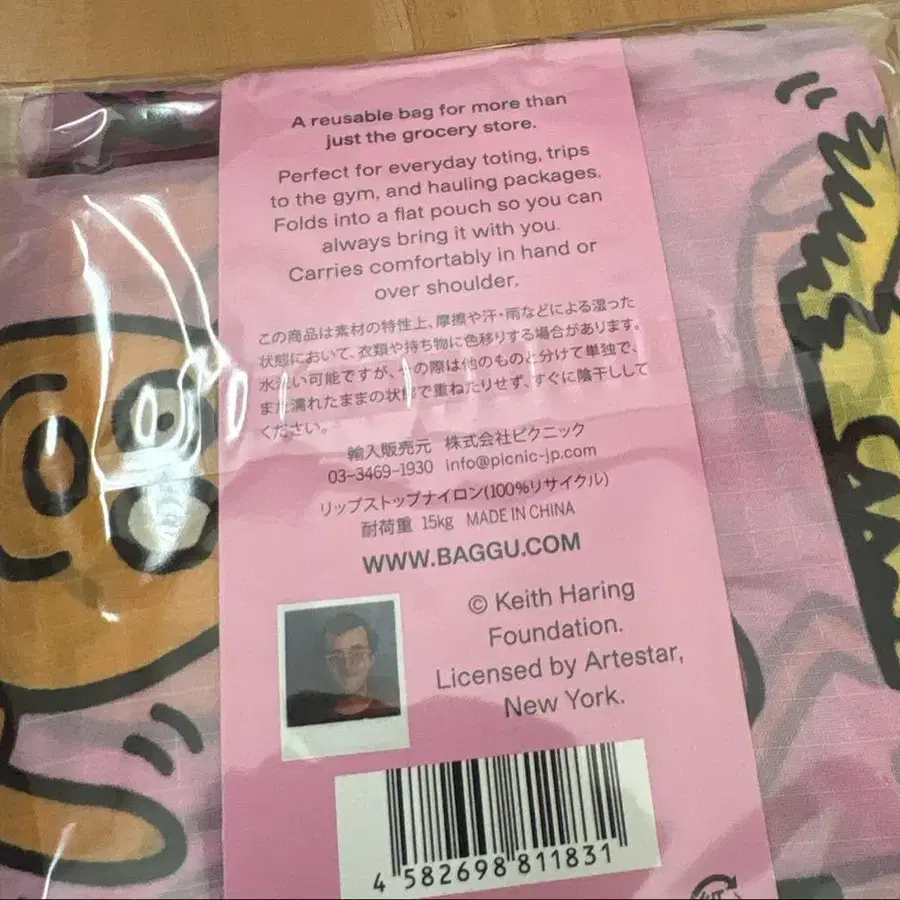 A reusable bag for more than
just the grocery store.
Perfect for everyday toting, trips
to the gym, and hauling packages.
Folds into a flat pouch so you can
always bring it with you.
Carries comfortably in hand or
over shoulder.
この商品は素材の特性上、摩擦や汗・雨などによる湿った
状態において、衣類や持ち物に色移りする場合があります。
水洗い可能ですが、その際は他のものと分けて単独で、
また濡れたままの状態で重ねたりせず、すぐに陰干しして
ください。
輸入販売元 株式会社ピクニック
03-3469-1930 info@picnic-jp.com
リップストップナイロン(100%リサイクル)
耐荷重 15kg MADE IN CHINA
WWW.BAGGU.COM
© Keith Haring
Foundation.
Licensed by Artestar,
New York.
4 582698 811831